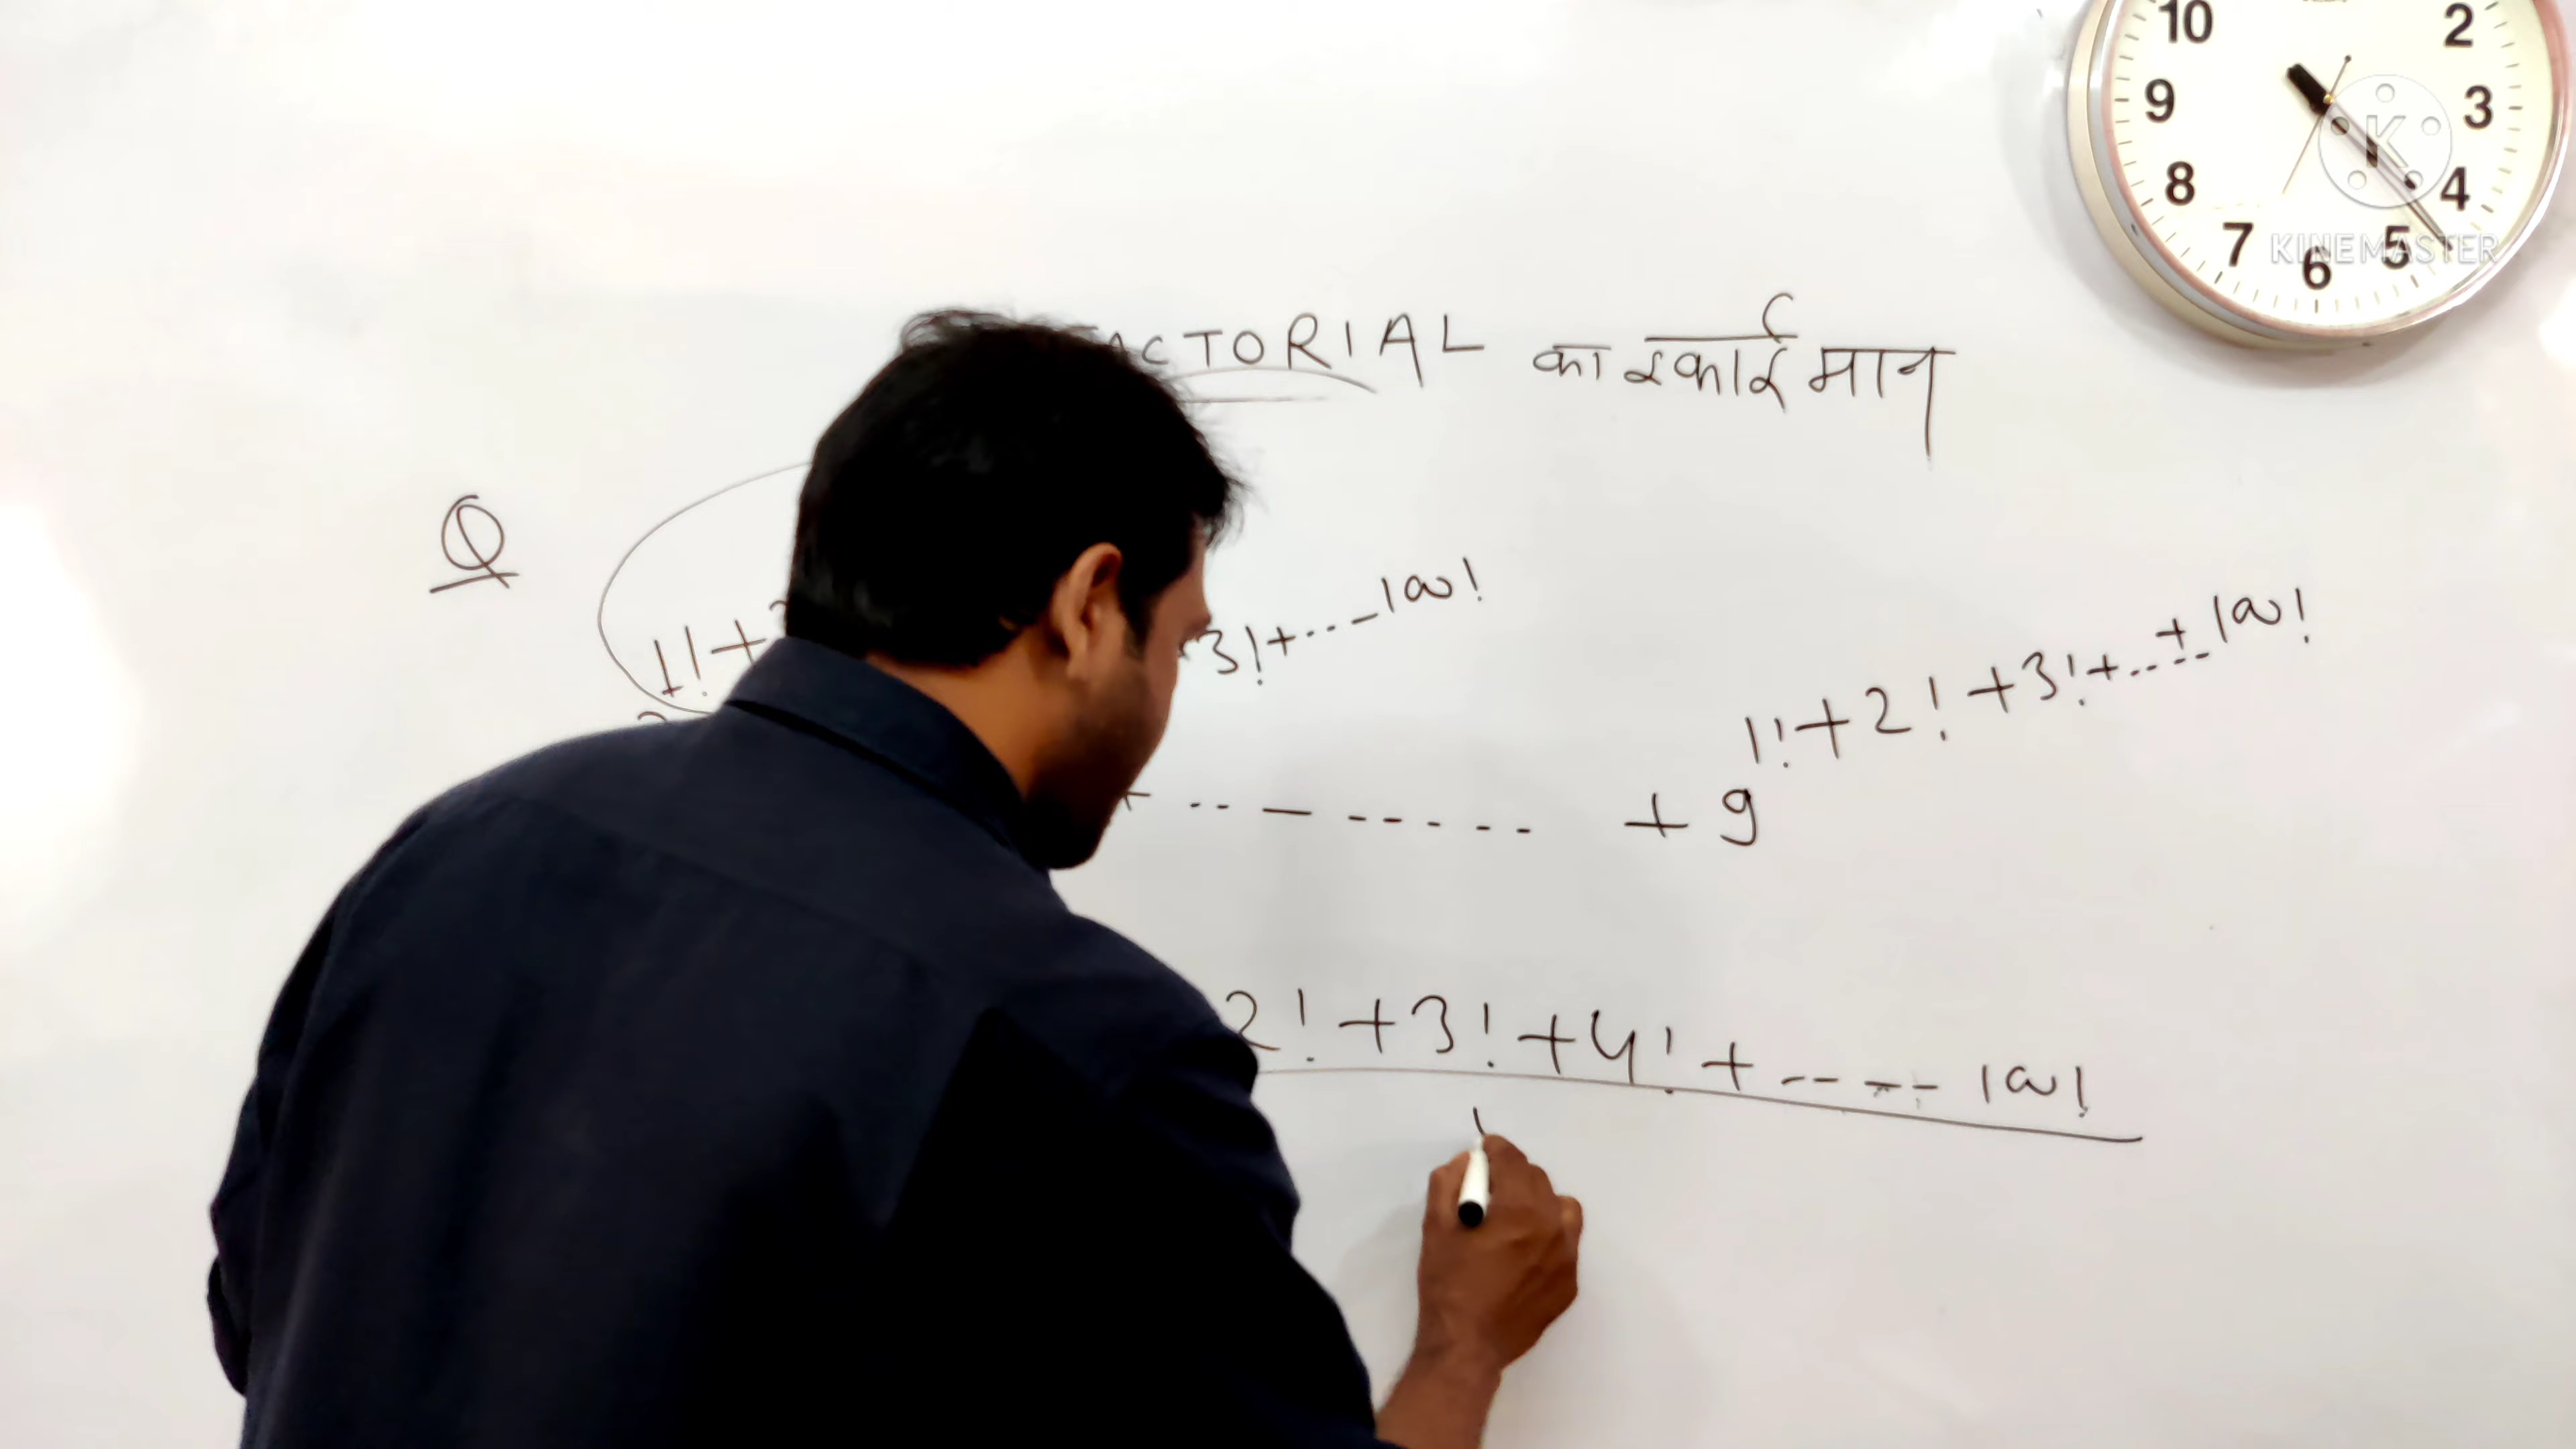 10 2
9 3
8 4
7 6 5
KINEMASTER
ACTORIAL का इकाई मान
Q
1!+ 3!+...-100!
1!+2!+3!+....+100!
+ -- - ------ +9
2!+3!+4!+---- 100!